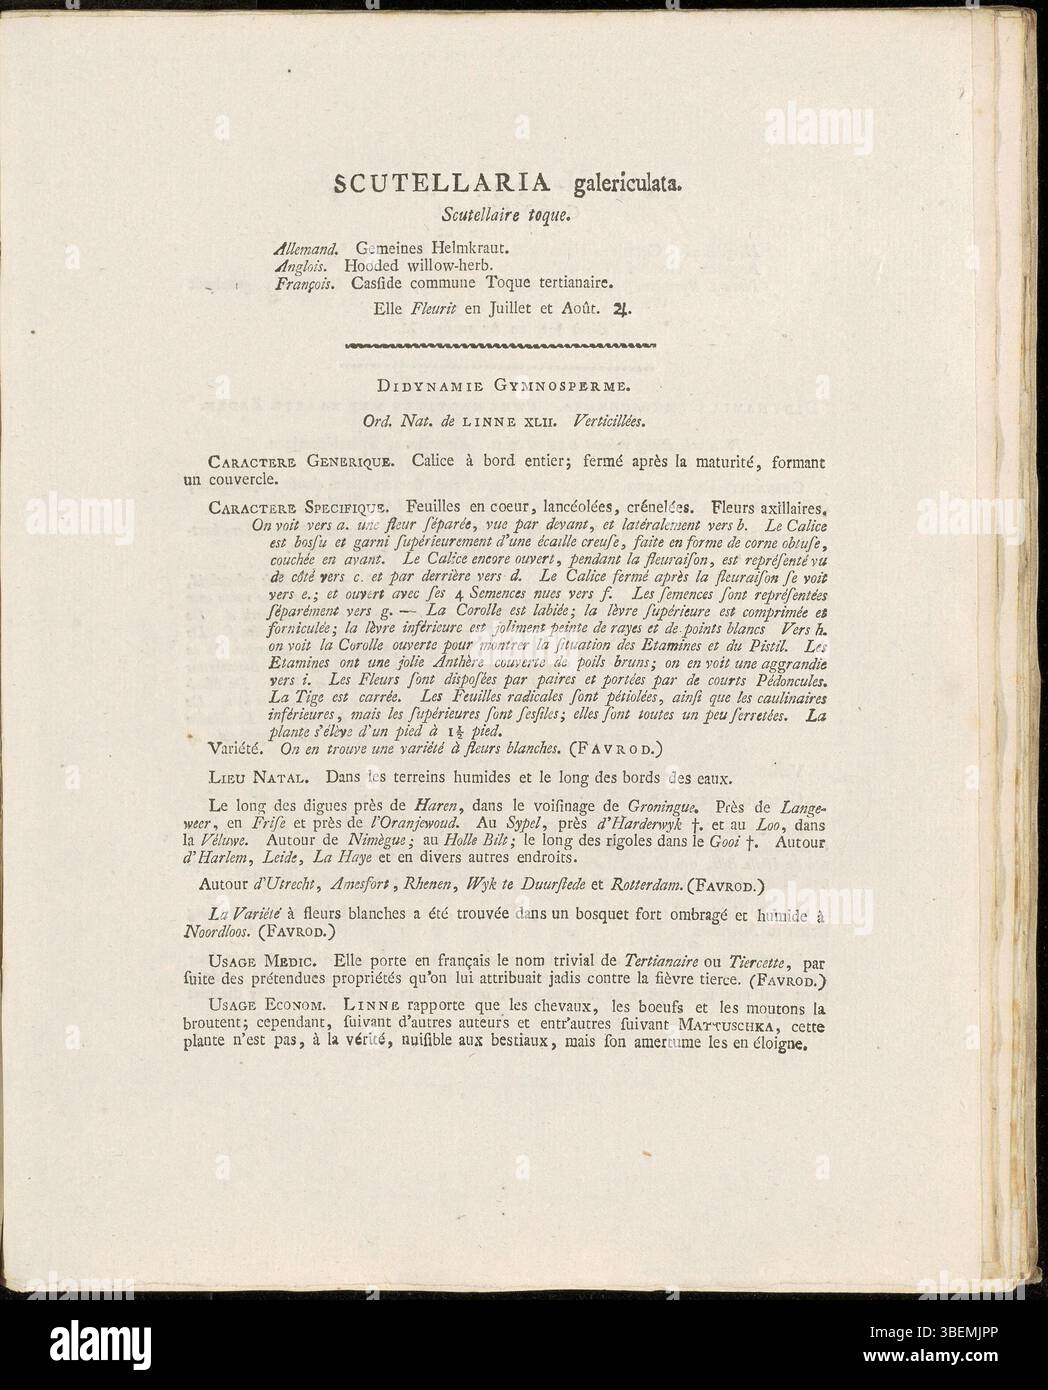 SCUTELLARIA galericulata.
Scutellaire toque.
Allemand. Gemeines Helmkraut.
Anglois. Hooded willow-herb.
François. Casſide commune Toque tertianaire.
Elle Fleurit en Juillet et Août. ♃.
DIDYNAMIE GYMNOSPERME.
Ord. Nat. de LINNE XLII. Verticillées.
CARACTERE GENERIQUE. Calice à bord entier; fermé après la maturité, formant
un couvercle.
CARACTERE SPECIFIQUE. Feuilles en coeur, lancéolées, crénelées. Fleurs axillaires.
On voit vers a. une fleur ſéparée, vue par devant, et latéralement vers b. Le Calice
est boſſu et garni ſupérieurement d'une écaille creuſe, faite en forme de corne obtuſe,
couchée en avant. Le Calice encore ouvert, pendant la fleuraiſon, est repréſenté vu
de côté vers c. et par derrière vers d. Le Calice fermé après la fleuraiſon ſe voit
vers e.; et ouvert avec ſes 4 Semences nues vers f. Les ſemences ſont repréſentées
ſéparément vers g. — La Corolle est labiée; la lèvre ſupérieure est comprimée et
forniculée; la lèvre inférieure est joliment peinte de rayes et de points blancs Vers h.
on voit la Corolle ouverte pour montrer la ſituation des Etamines et du Pistil. Les
Etamines ont une jolie Anthère couverte de poils bruns; on en voit une aggrandie
vers i. Les Fleurs ſont diſpoſées par paires et portées par de courts Pédoncules.
La Tige est carrée. Les Feuilles radicales ſont pétiolées, ainſi que les caulinaires
inférieures, mais les ſupérieures ſont ſesſiles; elles ſont toutes un peu ſerretées. La
plante s'élève d'un pied à 1½ pied.
Variété. On en trouve une variété à fleurs blanches. (FAVROD.)
LIEU NATAL. Dans les terreins humides et le long des bords des eaux.
Le long des digues près de Haren, dans le voiſinage de Groningue. Près de Lange-
weer, en Friſe et près de l'Oranjewoud. Au Sypel, près d'Harderwyk †. et au Loo, dans
la Véluwe. Autour de Nimègue; au Holle Bilt; le long des rigoles dans le Gooi †. Autour
d'Harlem, Leide, La Haye et en divers autres endroits.
Autour d'Utrecht, Amesfort, Rhenen, Wyk te Duurſtede et Rotterdam. (FAVROD.)
La Variété à fleurs blanches a été trouvée dans un bosquet fort ombragé et humide à
Noordloos. (FAVROD.)
USAGE MEDIC. Elle porte en français le nom trivial de Tertianaire ou Tiercette, par
ſuite des prétendues propriétés qu'on lui attribuait jadis contre la fièvre tierce. (FAVROD.)
USAGE ECONOM. LINNE rapporte que les chevaux, les boeufs et les moutons la
broutent; cependant, ſuivant d'autres auteurs et entr'autres ſuivant MATTUSCHKA, cette
plante n'est pas, à la vérité, nuiſible aux bestiaux, mais ſon amertume les en éloigne.
alamy
Image ID: 3BEMJPP
www.alamy.com